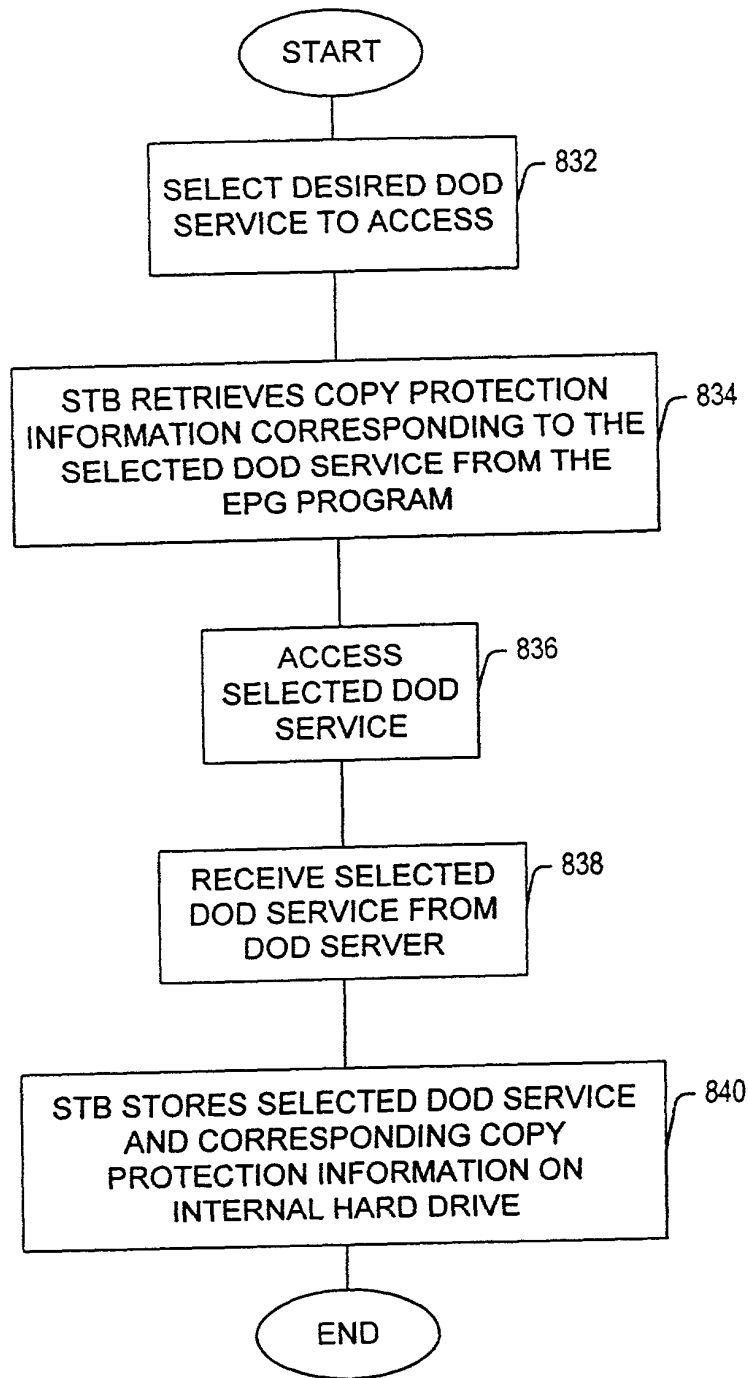 START
SELECT DESIRED DOD
SERVICE TO ACCESS
832
STB RETRIEVES COPY PROTECTION
INFORMATION CORRESPONDING TO THE
SELECTED DOD SERVICE FROM THE
EPG PROGRAM
834
ACCESS
SELECTED DOD
SERVICE
836
RECEIVE SELECTED
DOD SERVICE FROM
DOD SERVER
838
STB STORES SELECTED DOD SERVICE
AND CORRESPONDING COPY
PROTECTION INFORMATION ON
INTERNAL HARD DRIVE
840
END